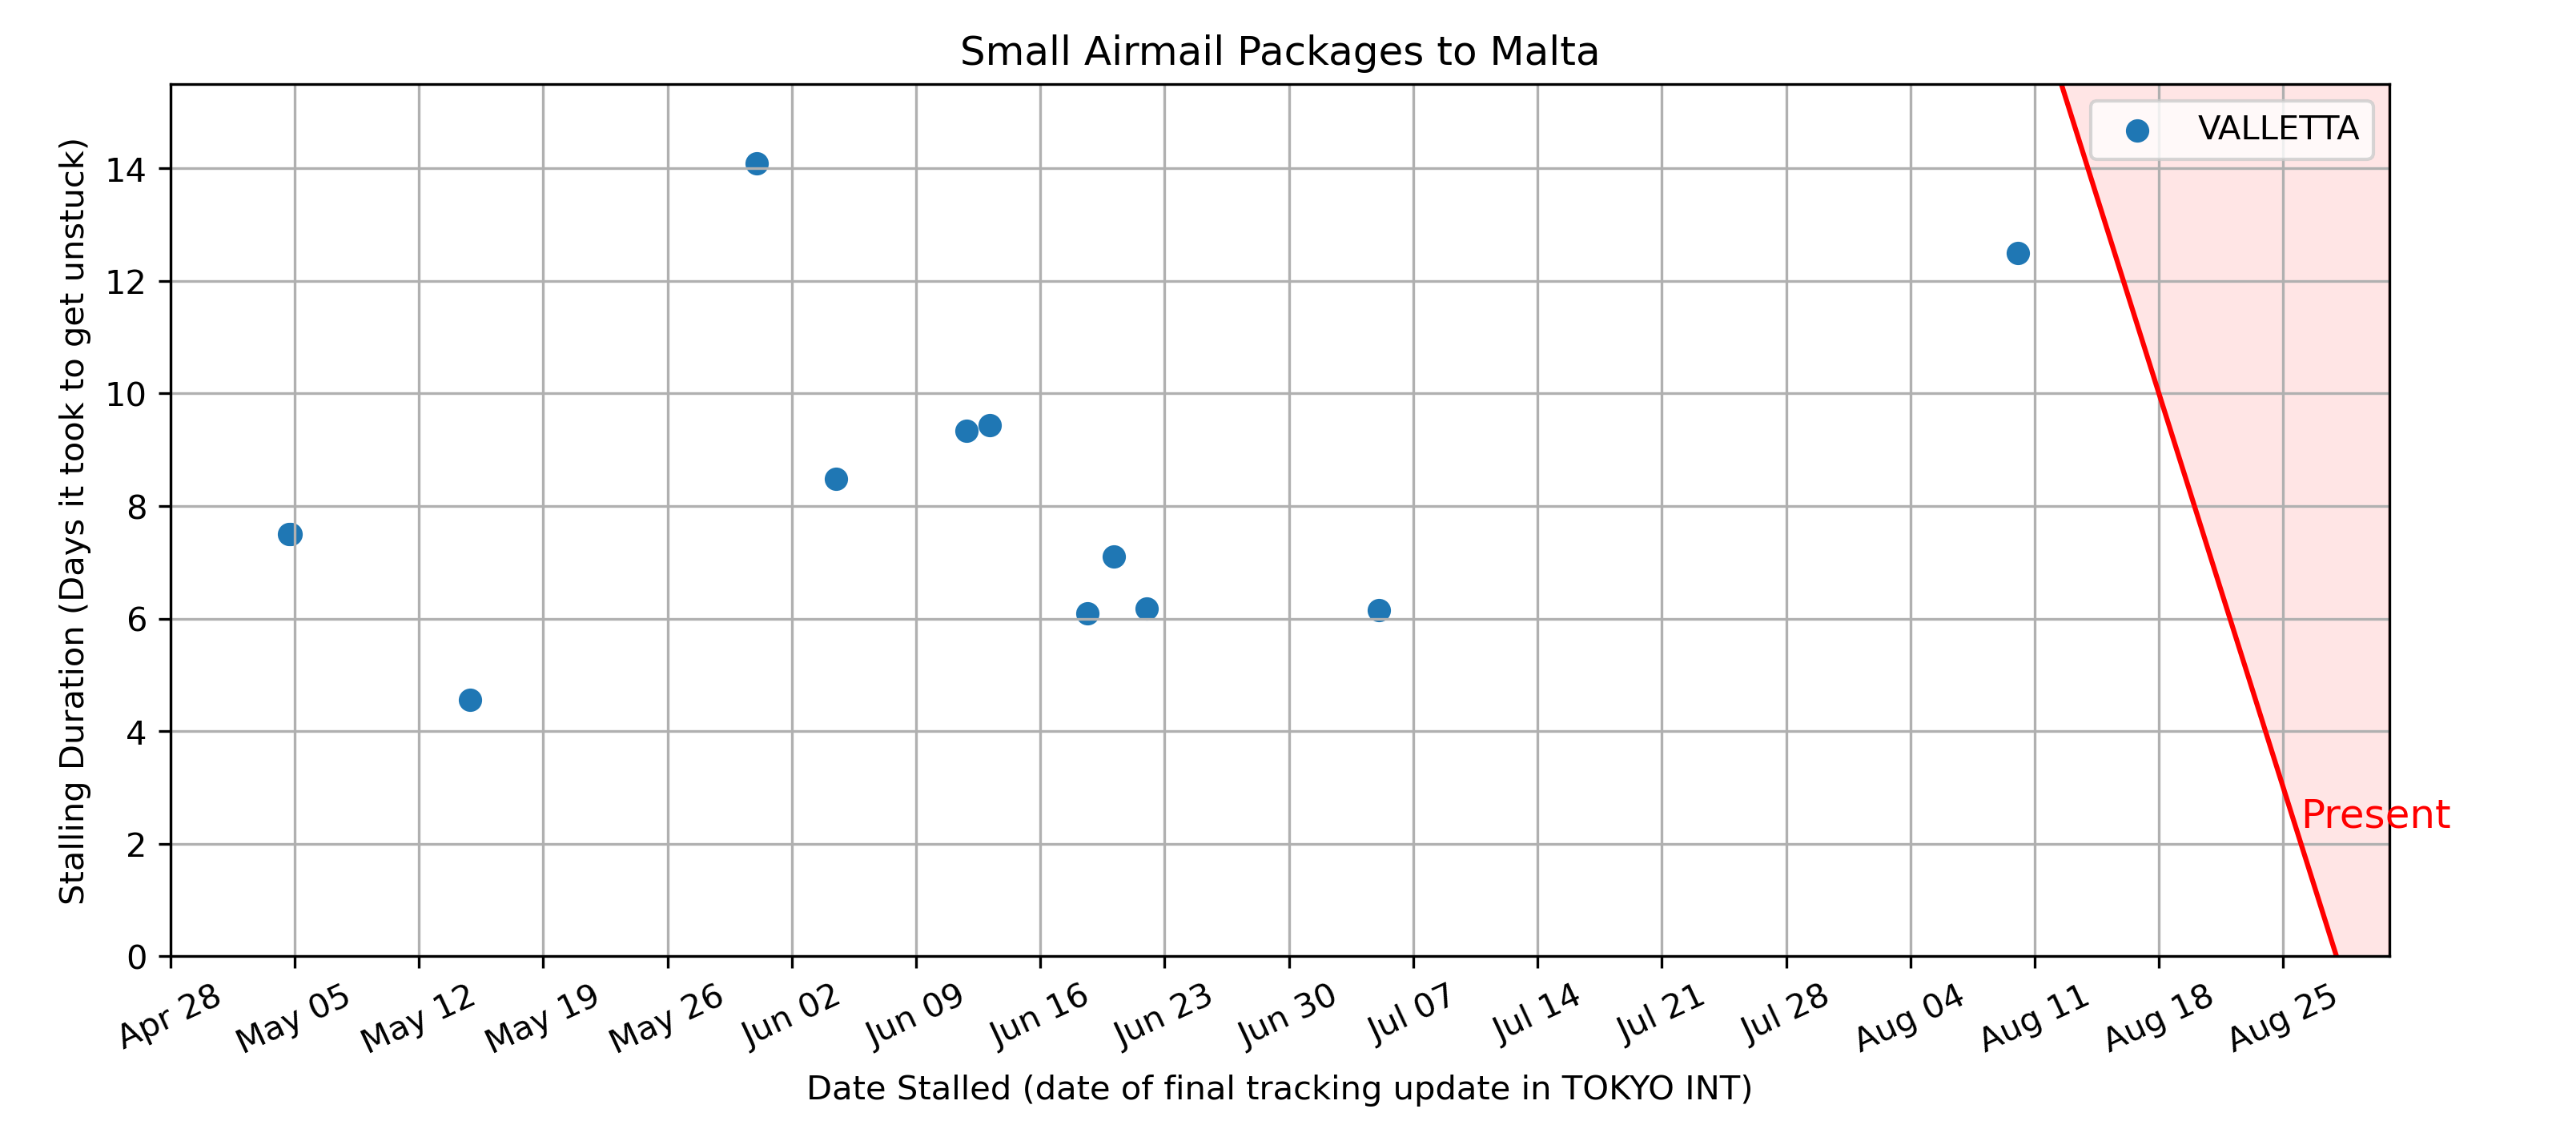 Small Airmail Packages to Malta
VALLETTA
Stalling Duration (Days it took to get unstuck)
14
12
10
8
6
4
2
0
Present
Apr 28
May 05
May 12
May 19
May 26
Jun 02
Jun 09
Jun 16
Jun 23
Jun 30
Jul 07
Jul 14
Jul 21
Jul 28
Aug 04
Aug 11
Aug 18
Aug 25
Date Stalled (date of final tracking update in TOKYO INT)